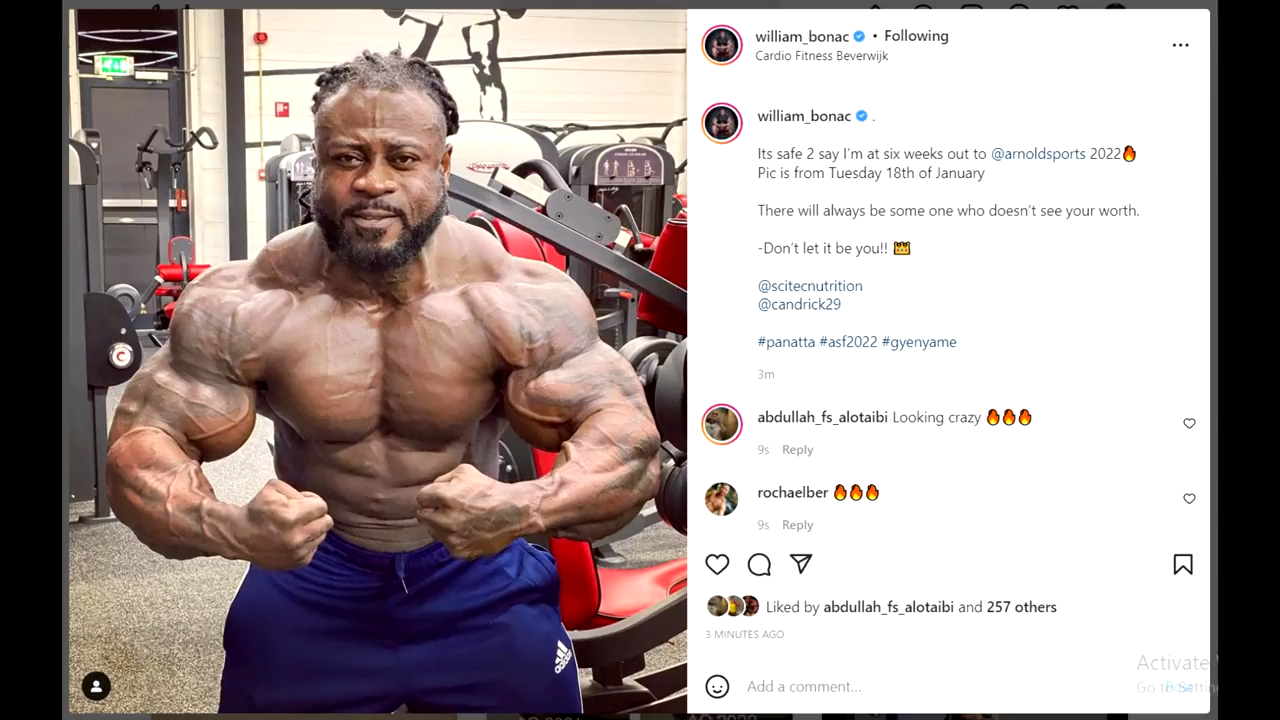 william_bonac • Following
Cardio Fitness Beverwijk
william_bonac .
Its safe 2 say I'm at six weeks out to @arnoldsports 2022🔥
Pic is from Tuesday 18th of January
There will always be some one who doesn't see your worth.
-Don't let it be you!! 👑
@scitecnutrition
@candrick29
#panatta #asf2022 #gyenyame
3m
abdullah_fs_alotaibi Looking crazy 🔥🔥🔥
9s Reply
rochaelber 🔥🔥🔥
9s Reply
Liked by abdullah_fs_alotaibi and 257 others
3 MINUTES AGO
Add a comment...
Activate
adidas